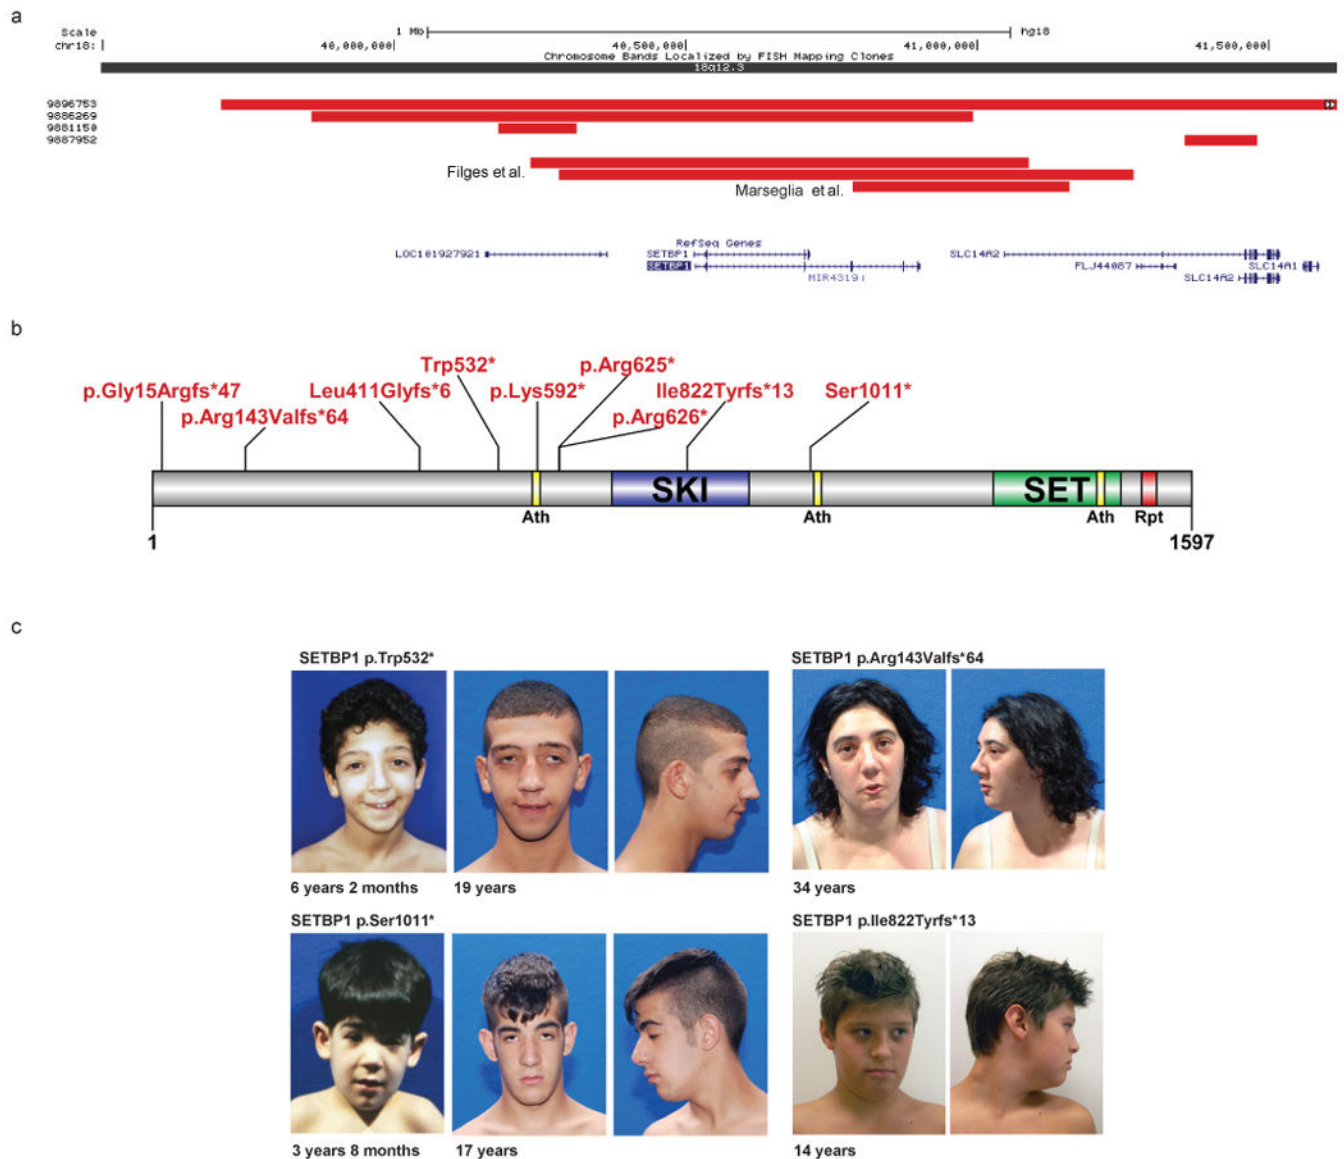 a
Scale
1 Mb
hg18
chr18:
40,000,000
40,500,000
41,000,000
41,500,000
Chromosome Bands Localized by FISH Mapping Clones
18q12.3
9896753
9886269
9881150
9887952
Filges et al.
Marseglia et al.
RefSeq Genes
LOC101927921
SETBP1
SLC14A2
SETBP1
FLJ44087
SLC14A1
MIR4319
SLC14A2
b
Trp532*
p.Arg625*
p.Gly15Argfs*47
Leu411Glyfs*6
p.Lys592*
Ile822Tyrfs*13
Ser1011*
p.Arg143Valfs*64
p.Arg626*
SKI
SET
Ath
Ath
Ath
Rpt
1
1597
c
SETBP1 p.Trp532*
SETBP1 p.Arg143Valfs*64
6 years 2 months
19 years
34 years
SETBP1 p.Ser1011*
SETBP1 p.Ile822Tyrfs*13
3 years 8 months
17 years
14 years